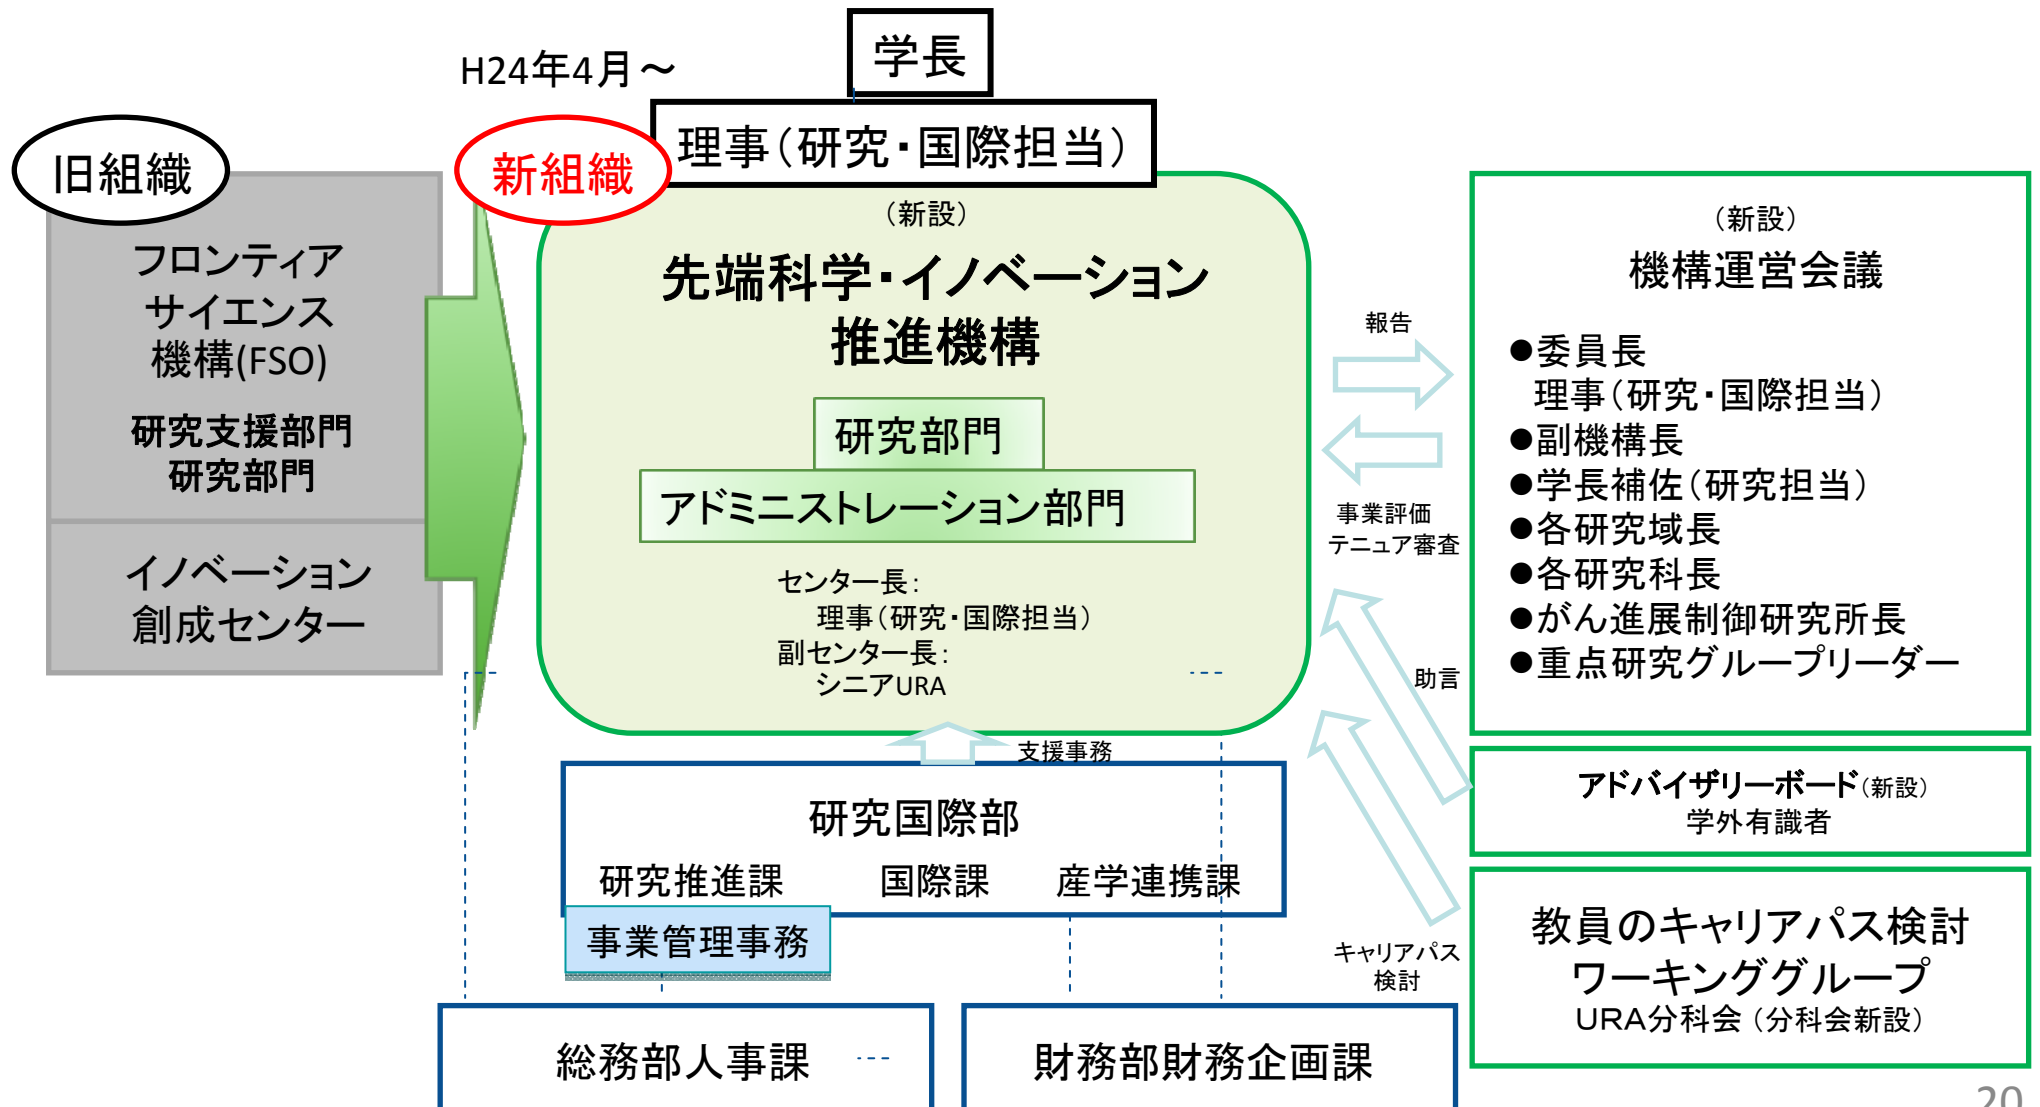 学長
H24年4月～
理事（研究・国際担当）
旧組織
新組織
フロンティア
サイエンス
機構(FSO)
研究支援部門
研究部門
イノベーション
創成センター
（新設）
先端科学・イノベーション
推進機構
研究部門
アドミニストレーション部門
センター長：
理事（研究・国際担当）
副センター長：
シニアURA
報告
事業評価
テニュア審査
助言
キャリアパス
検討
（新設）
機構運営会議
●委員長
理事（研究・国際担当）
●副機構長
●学長補佐（研究担当）
●各研究域長
●各研究科長
●がん進展制御研究所長
●重点研究グループリーダー
アドバイザリーボード（新設）
学外有識者
教員のキャリアパス検討
ワーキンググループ
URA分科会（分科会新設）
支援事務
研究国際部
研究推進課 国際課 産学連携課
事業管理事務
総務部人事課
財務部財務企画課
20